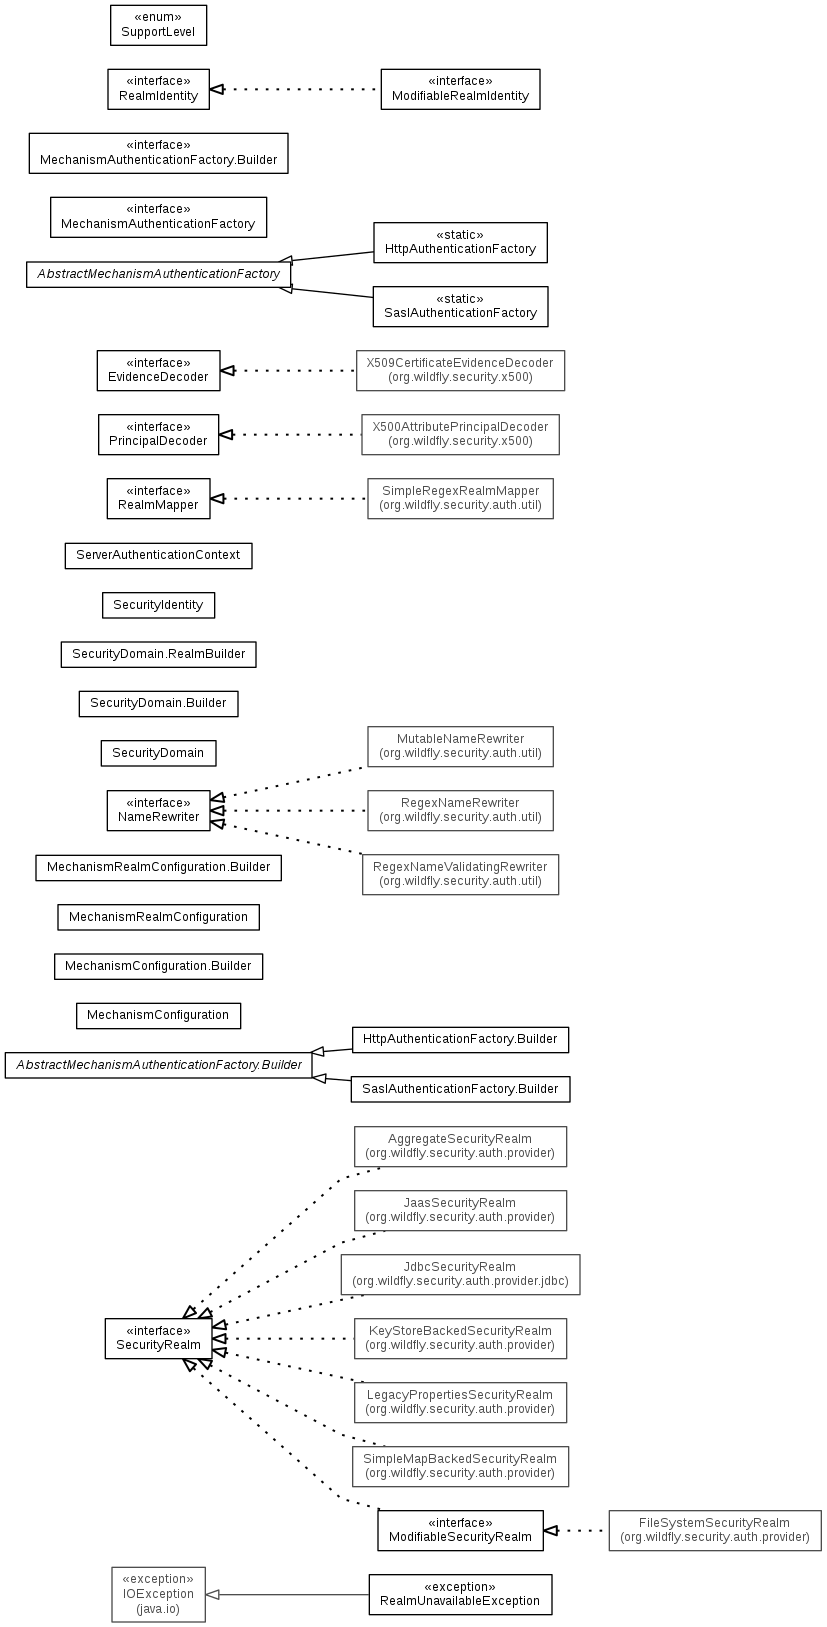 «enum»
SupportLevel
«interface»
RealmIdentity
«interface»
ModifiableRealmIdentity
«interface»
MechanismAuthenticationFactory.Builder
«interface»
MechanismAuthenticationFactory
«static»
HttpAuthenticationFactory
AbstractMechanismAuthenticationFactory
«static»
SaslAuthenticationFactory
«interface»
EvidenceDecoder
X509CertificateEvidenceDecoder
(org.wildfly.security.x500)
«interface»
PrincipalDecoder
X500AttributePrincipalDecoder
(org.wildfly.security.x500)
«interface»
RealmMapper
SimpleRegexRealmMapper
(org.wildfly.security.auth.util)
ServerAuthenticationContext
SecurityIdentity
SecurityDomain.RealmBuilder
SecurityDomain.Builder
SecurityDomain
MutableNameRewriter
(org.wildfly.security.auth.util)
«interface»
NameRewriter
RegexNameRewriter
(org.wildfly.security.auth.util)
RegexNameValidatingRewriter
(org.wildfly.security.auth.util)
MechanismRealmConfiguration.Builder
MechanismRealmConfiguration
MechanismConfiguration.Builder
MechanismConfiguration
HttpAuthenticationFactory.Builder
AbstractMechanismAuthenticationFactory.Builder
SaslAuthenticationFactory.Builder
AggregateSecurityRealm
(org.wildfly.security.auth.provider)
JaasSecurityRealm
(org.wildfly.security.auth.provider)
JdbcSecurityRealm
(org.wildfly.security.auth.provider.jdbc)
«interface»
SecurityRealm
KeyStoreBackedSecurityRealm
(org.wildfly.security.auth.provider)
LegacyPropertiesSecurityRealm
(org.wildfly.security.auth.provider)
SimpleMapBackedSecurityRealm
(org.wildfly.security.auth.provider)
«interface»
ModifiableSecurityRealm
FileSystemSecurityRealm
(org.wildfly.security.auth.provider)
«exception»
IOException
(java.io)
«exception»
RealmUnavailableException